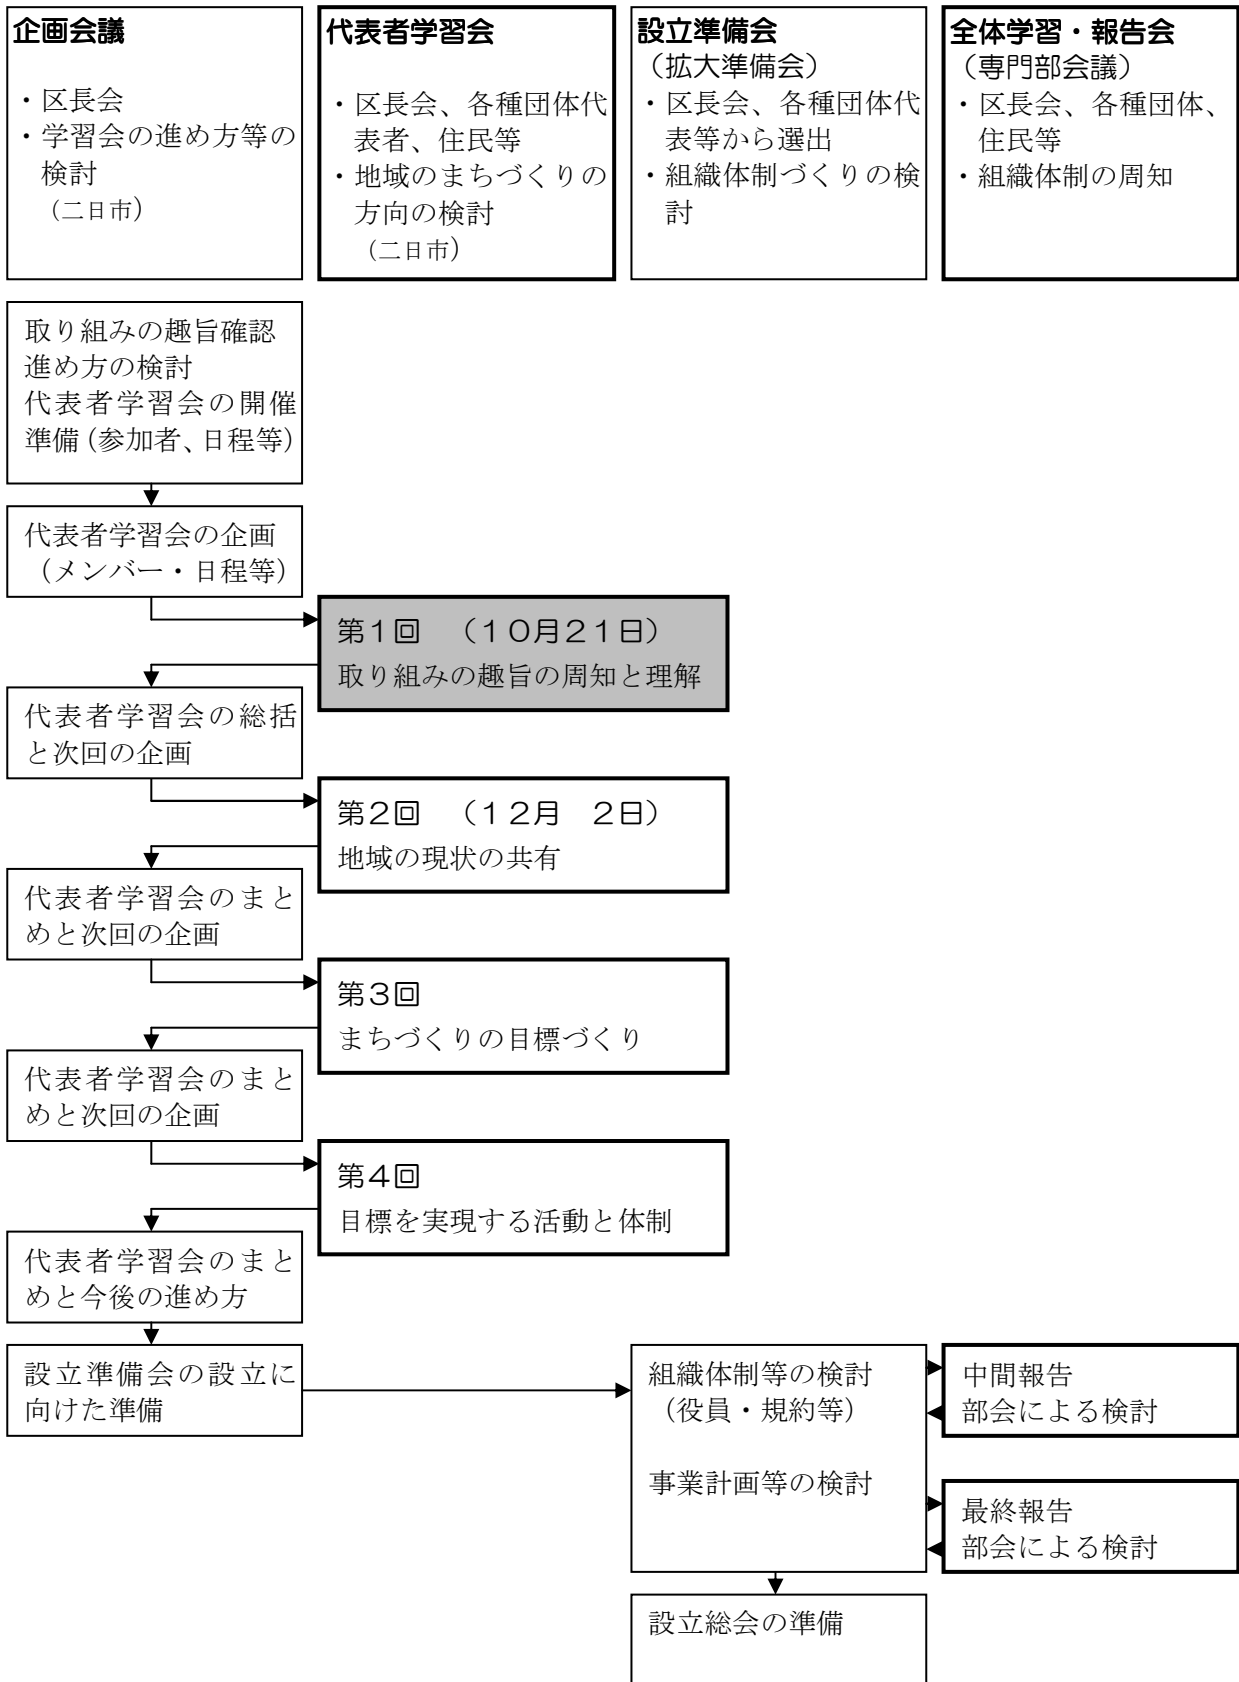 企画会議
・区長会
・学習会の進め方等の
検討
（二日市）
代表者学習会
・区長会、各種団体代
表者、住民等
・地域のまちづくりの
方向の検討
（二日市）
設立準備会
（拡大準備会）
・区長会、各種団体代
表等から選出
・組織体制づくりの検
討
全体学習・報告会
（専門部会議）
・区長会、各種団体、
住民等
・組織体制の周知
取り組みの趣旨確認
進め方の検討
代表者学習会の開催
準備（参加者、日程等）
代表者学習会の企画
（メンバー・日程等）
第１回　（１０月２１日）
取り組みの趣旨の周知と理解
代表者学習会の総括
と次回の企画
第２回　（１２月　２日）
地域の現状の共有
代表者学習会のまと
めと次回の企画
第３回
まちづくりの目標づくり
代表者学習会のまと
めと次回の企画
第４回
目標を実現する活動と体制
代表者学習会のまと
めと今後の進め方
設立準備会の設立に
向けた準備
組織体制等の検討
（役員・規約等）
事業計画等の検討
中間報告
部会による検討
最終報告
部会による検討
設立総会の準備